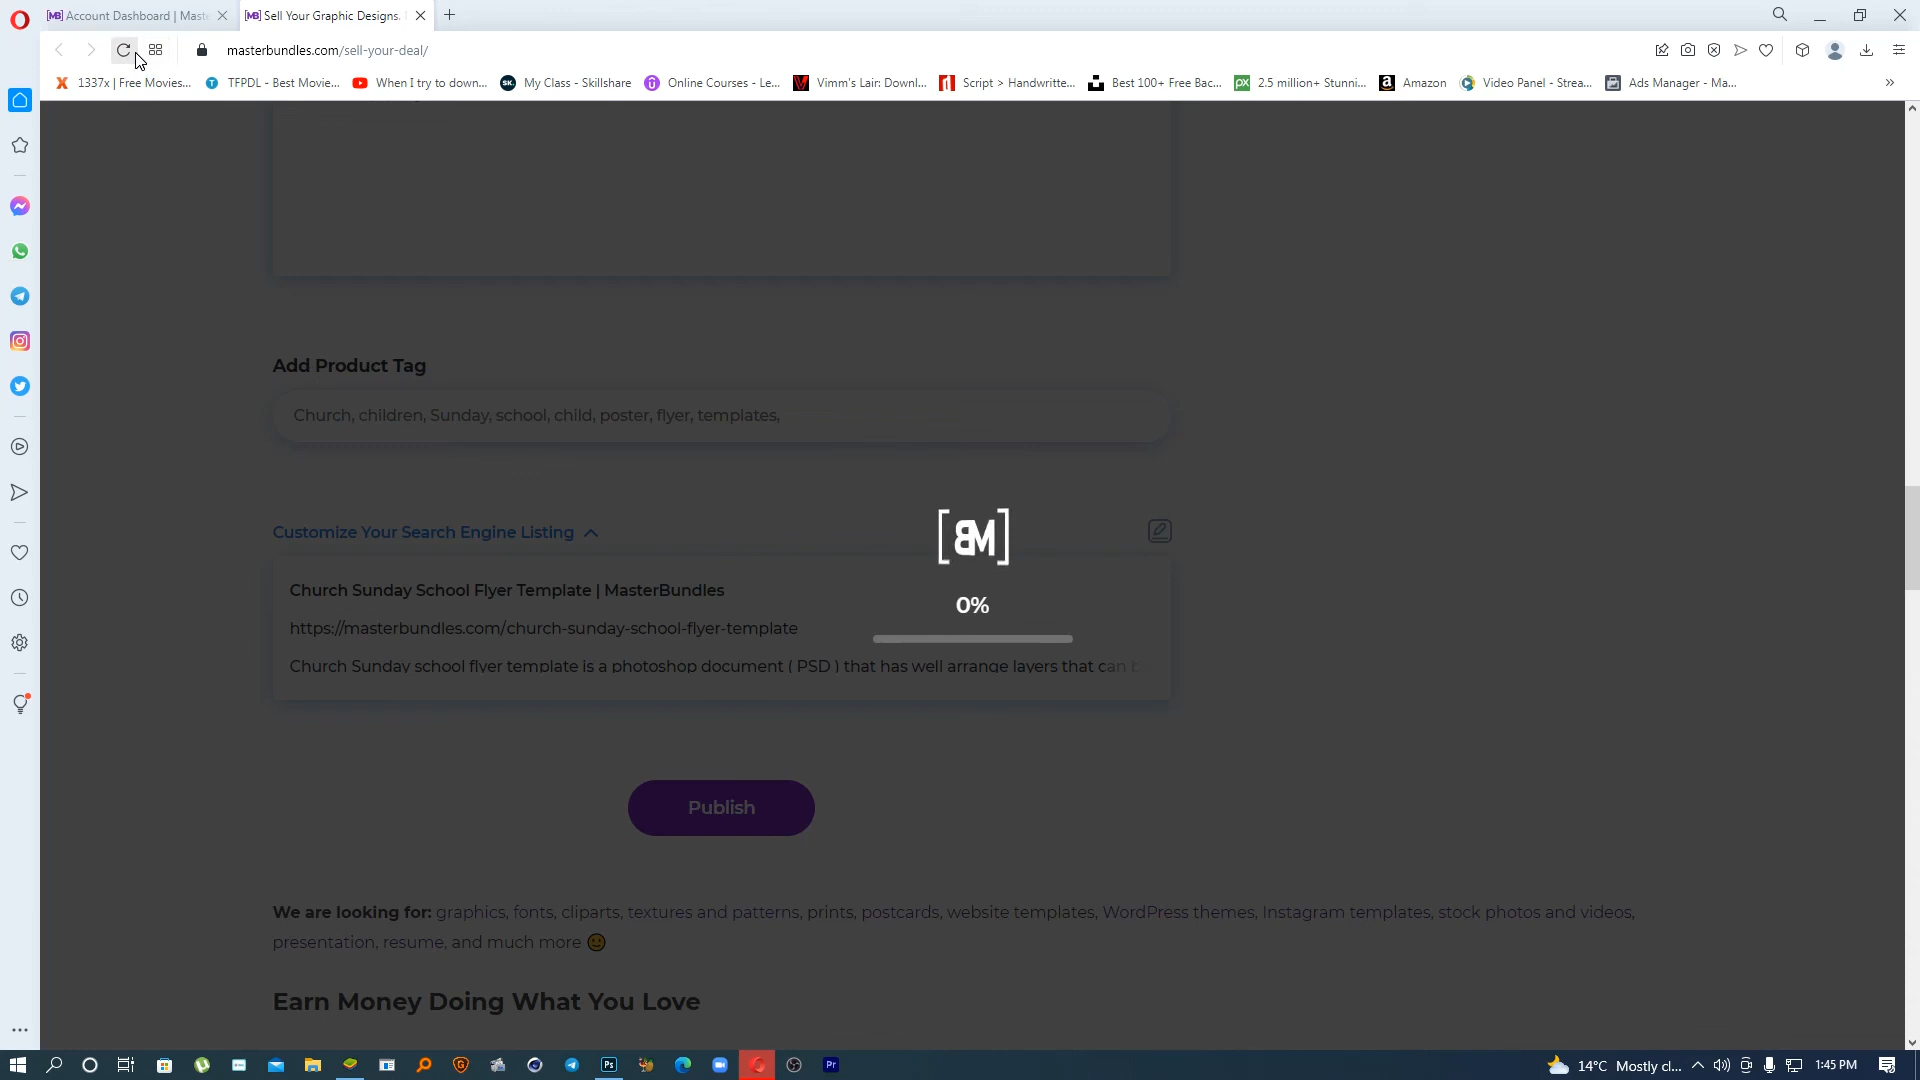 Account Dashboard | Maste
Sell Your Graphic Designs.
masterbundles.com/sell-your-deal/
1337x | Free Movies...
TFPDL - Best Movie...
When I try to down...
SK
My Class - Skillshare
Online Courses - Le...
Vimm's Lair: Downl...
Script > Handwritte...
Best 100+ Free Bac...
px
2.5 million+ Stunni...
a
Amazon
Video Panel - Strea...
Ads Manager - Ma...
Add Product Tag
Church, children, Sunday, school, child, poster, flyer, templates,
Customize Your Search Engine Listing
Church Sunday School Flyer Template | MasterBundles
https://masterbundles.com/church-sunday-school-flyer-template
Church Sunday school flyer template is a photoshop document ( PSD ) that has well arrange layers that can
0%
Publish
We are looking for: graphics, fonts, cliparts, textures and patterns, prints, postcards, website templates, WordPress themes, Instagram templates, stock photos and videos,
presentation, resume, and much more
Earn Money Doing What You Love
Ps
Pr
14°C Mostly cl...
1:45 PM